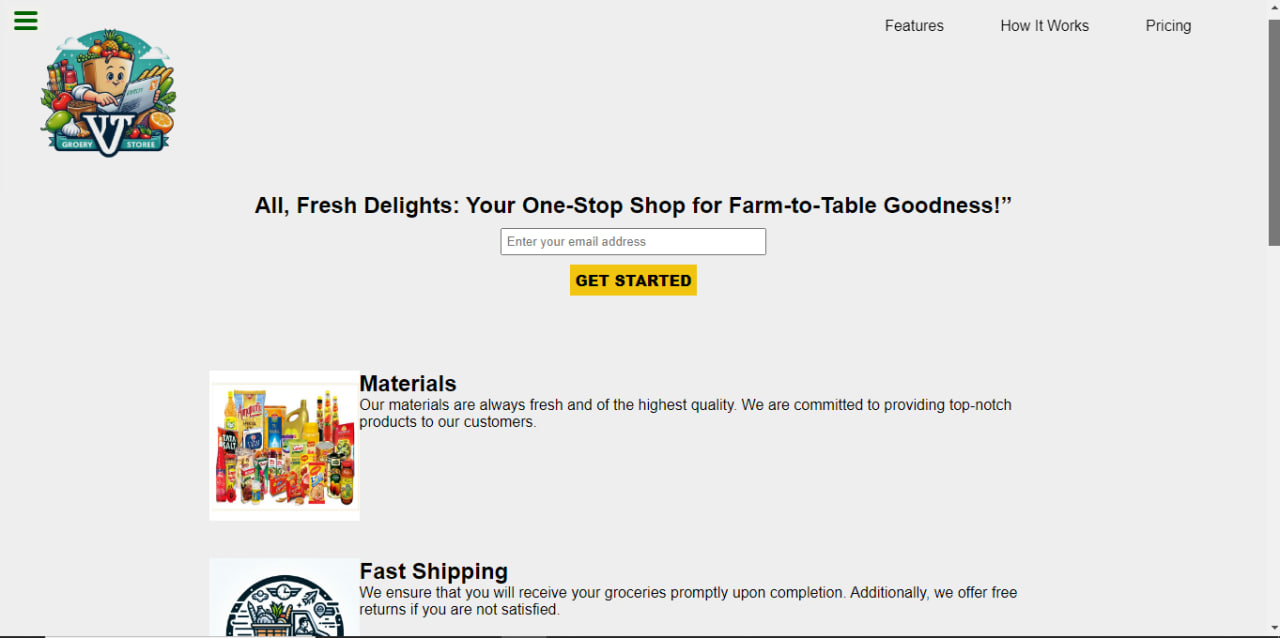 Features
How It Works
Pricing
VT
GROERY STOREE
All, Fresh Delights: Your One-Stop Shop for Farm-to-Table Goodness!”
Enter your email address
GET STARTED
Materials
Our materials are always fresh and of the highest quality. We are committed to providing top-notch
products to our customers.
TATA
SALT
Fast Shipping
We ensure that you will receive your groceries promptly upon completion. Additionally, we offer free
returns if you are not satisfied.